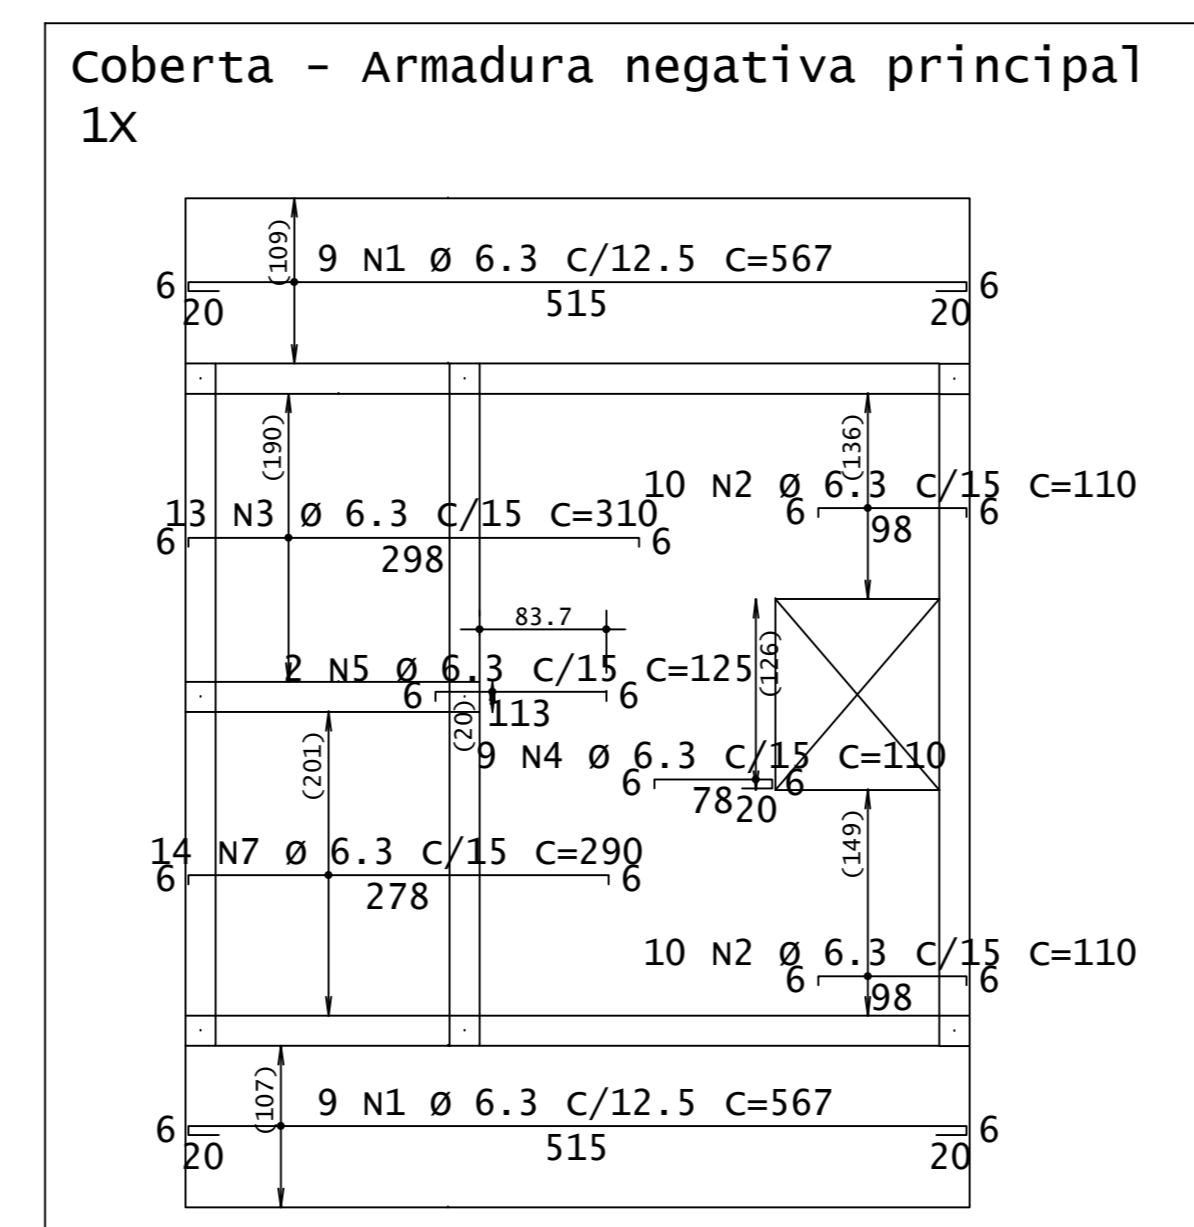 Coberta - Armadura negativa principal
1X
(109)
9 N1 Ø 6.3 C/12.5 C=567
6 515 6
20 20
(190)
(136)
10 N2 Ø 6.3 C/15 C=110
6 98 6
13 N3 Ø 6.3 C/15 C=310
6 298 6
83.7
2 N5 Ø 6.3 C/15 C=125
6 113 6
(20)
(126)
9 N4 Ø 6.3 C/15 C=110
6 78 20 6
(201)
(149)
14 N7 Ø 6.3 C/15 C=290
6 278 6
10 N2 Ø 6.3 C/15 C=110
6 98 6
(107)
9 N1 Ø 6.3 C/12.5 C=567
6 515 6
20 20